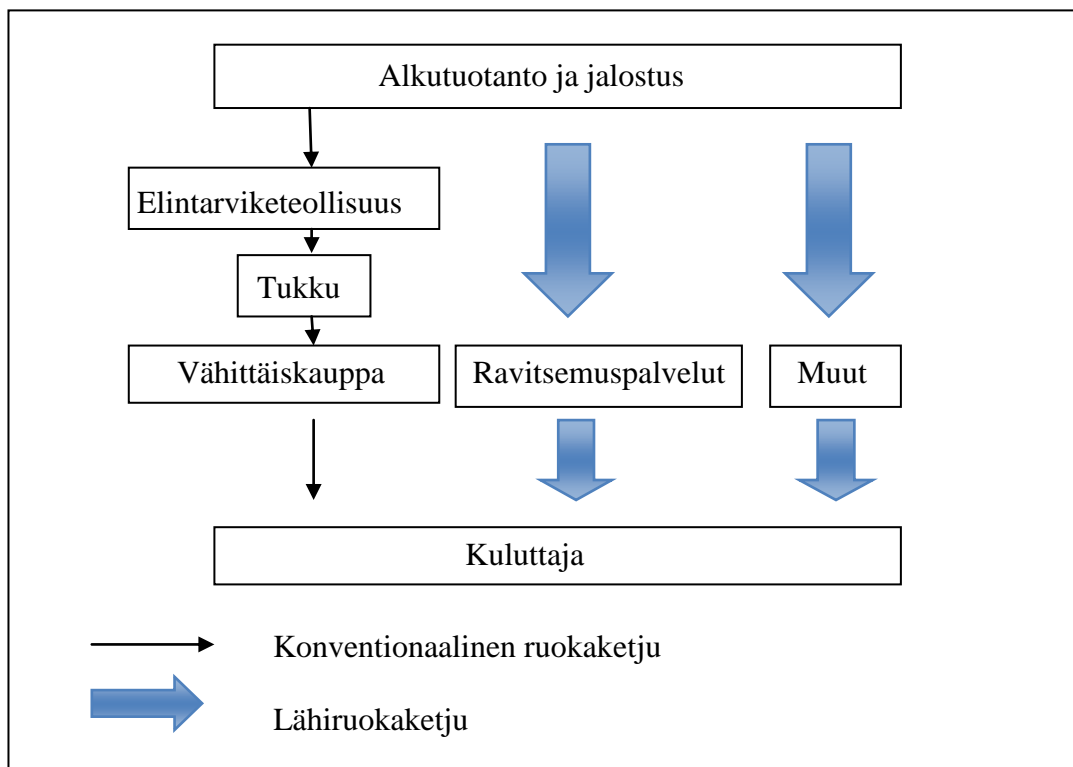 Alkutuotanto ja jalostus
Elintarviketeollisuus
Tukku
Vähittäiskauppa
Ravitsemuspalvelut
Muut
Kuluttaja
Konventionaalinen ruokaketju
Lähiruokaketju